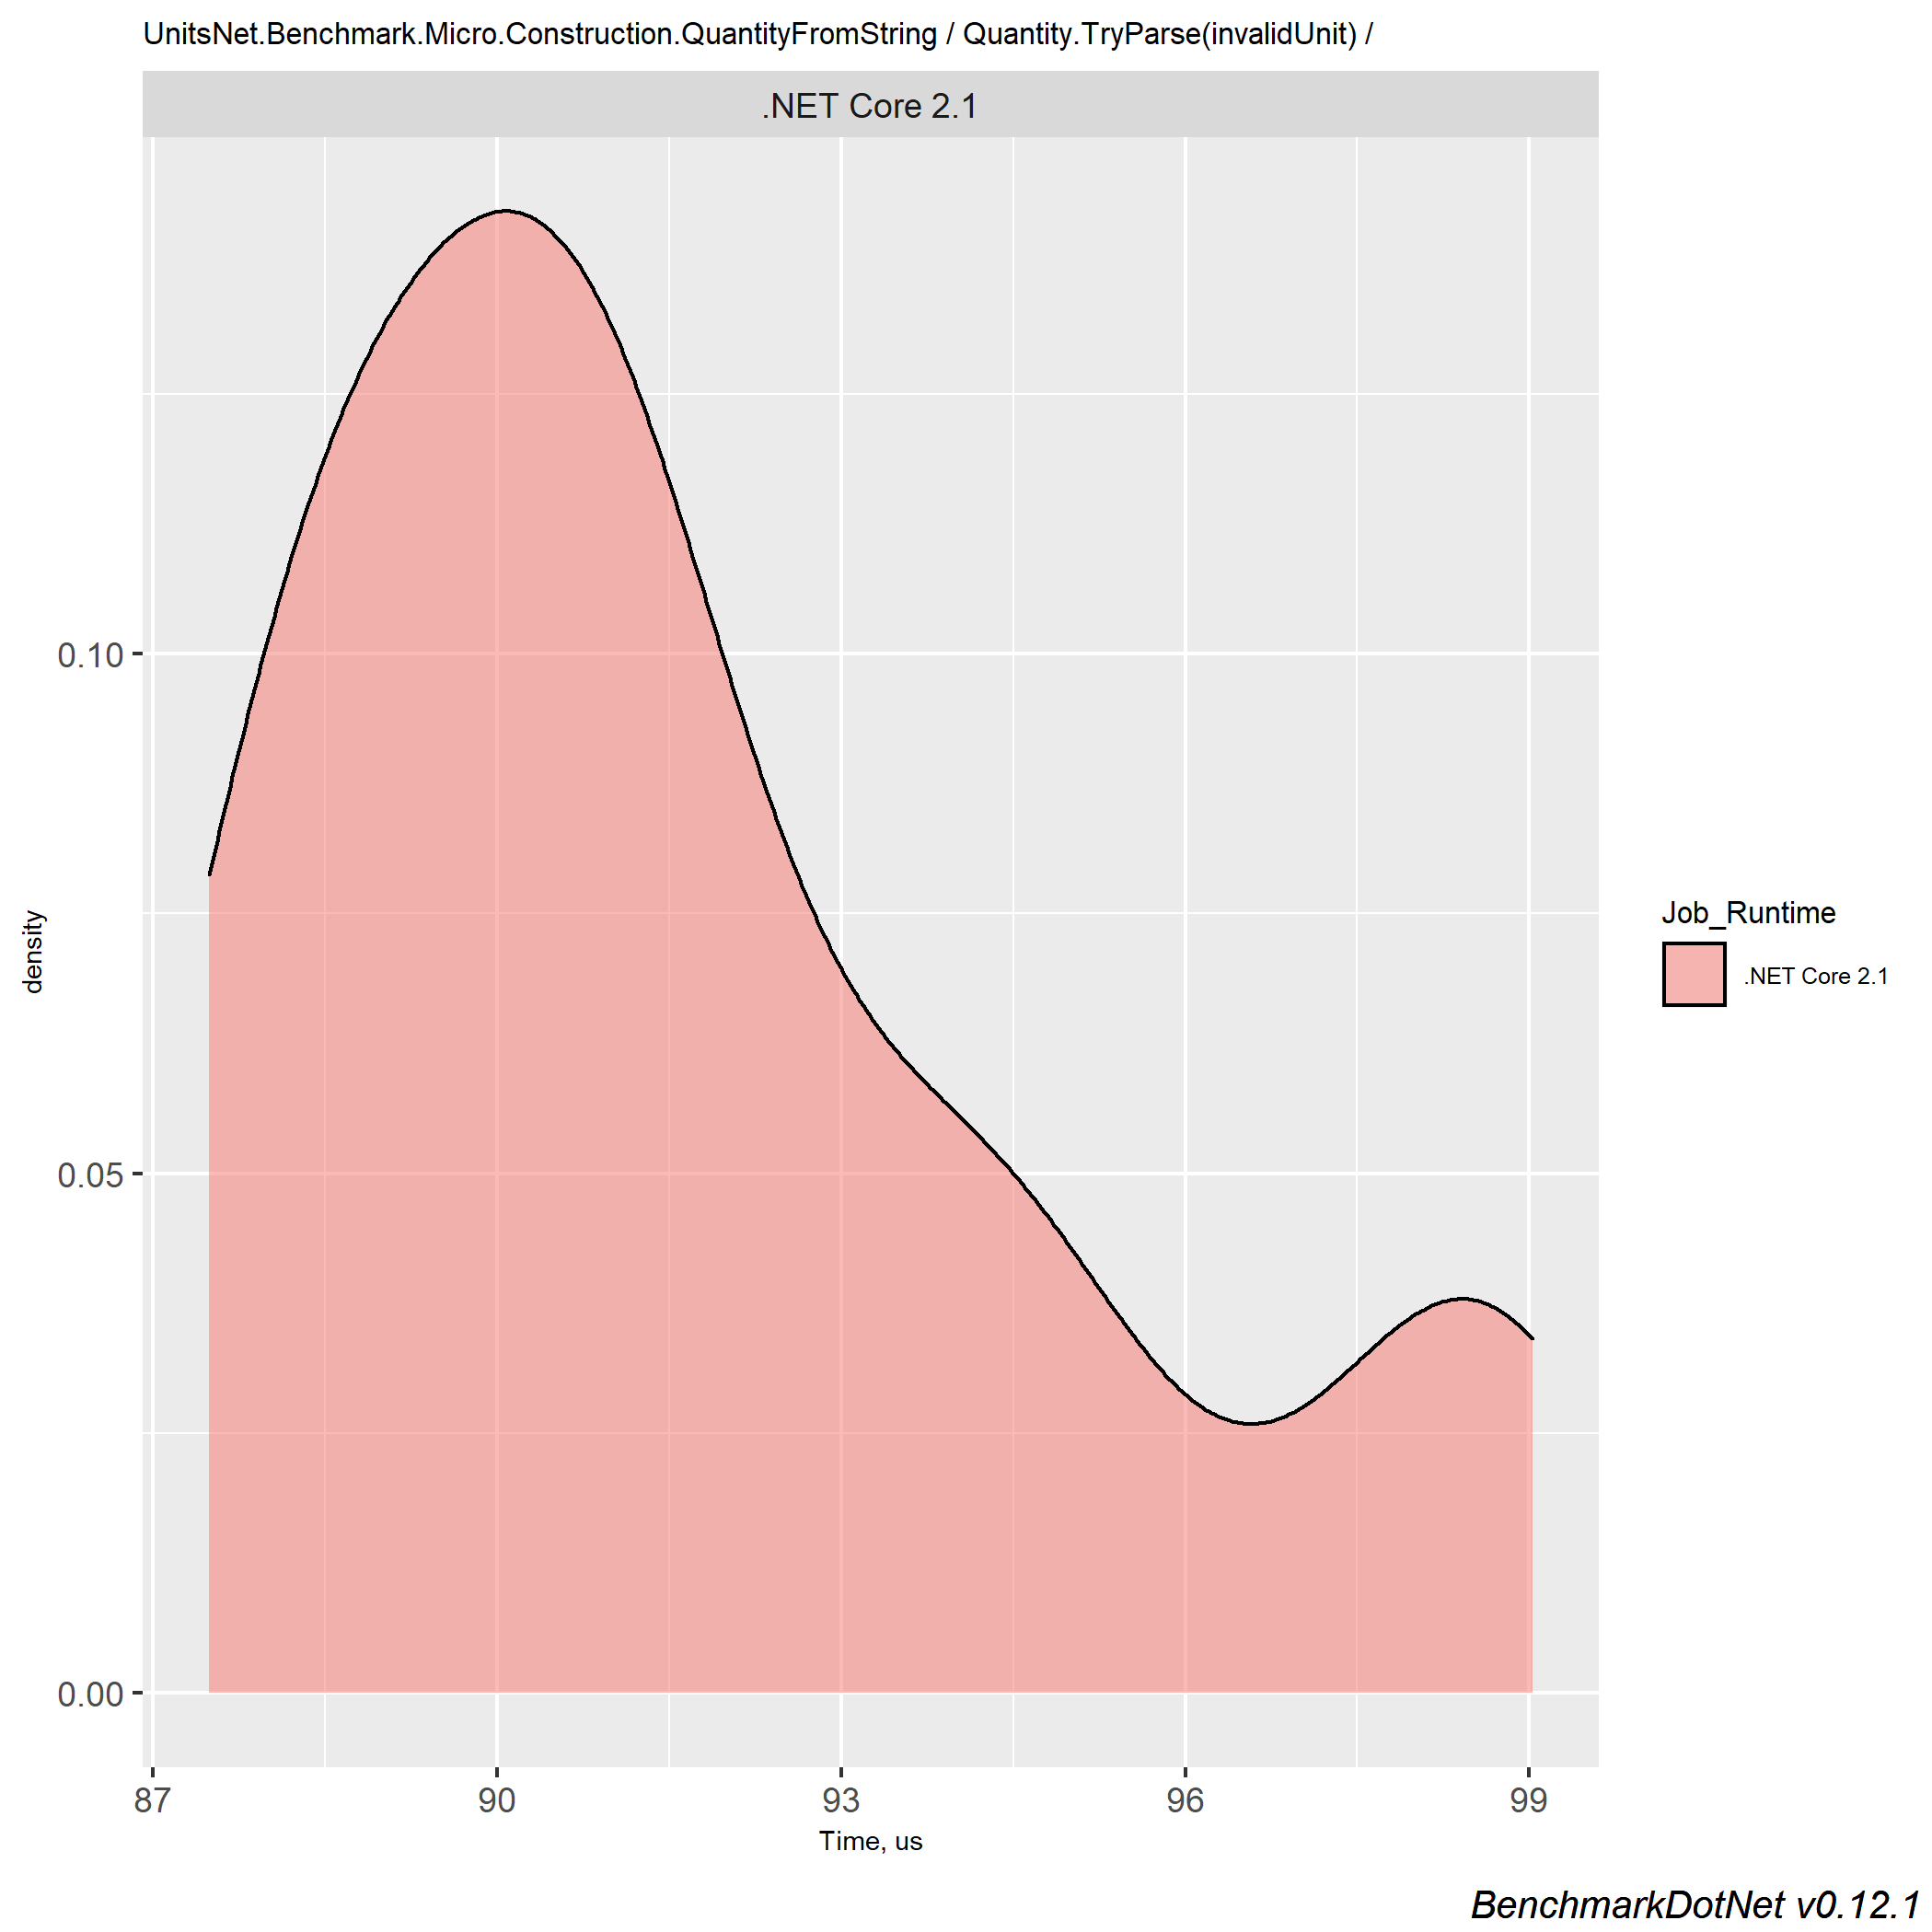 UnitsNet.Benchmark.Micro.Construction.QuantityFromString / Quantity.TryParse(invalidUnit) /
.NET Core 2.1
0.10
0.05
0.00
density
87 90 93 96 99
Time, us
Job_Runtime
.NET Core 2.1
BenchmarkDotNet v0.12.1